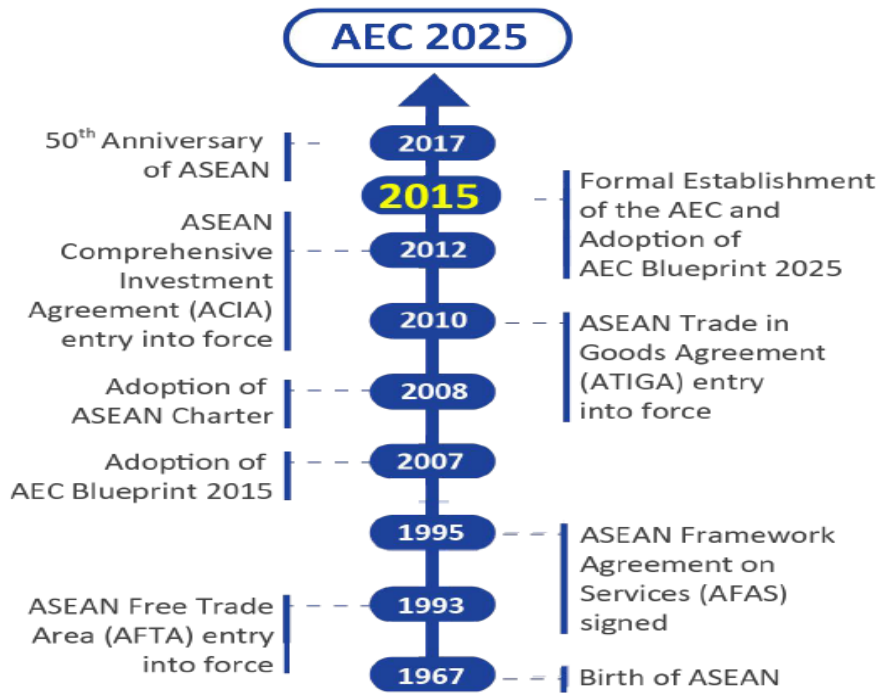 AEC 2025
50th Anniversary
of ASEAN
2017
2015
Formal Establishment
of the AEC and
Adoption of
AEC Blueprint 2025
ASEAN
Comprehensive
Investment
Agreement (ACIA)
entry into force
2012
2010
ASEAN Trade in
Goods Agreement
(ATIGA) entry
into force
Adoption of
ASEAN Charter
2008
Adoption of
AEC Blueprint 2015
2007
1995
ASEAN Framework
Agreement on
Services (AFAS)
signed
ASEAN Free Trade
Area (AFTA) entry
into force
1993
1967
Birth of ASEAN